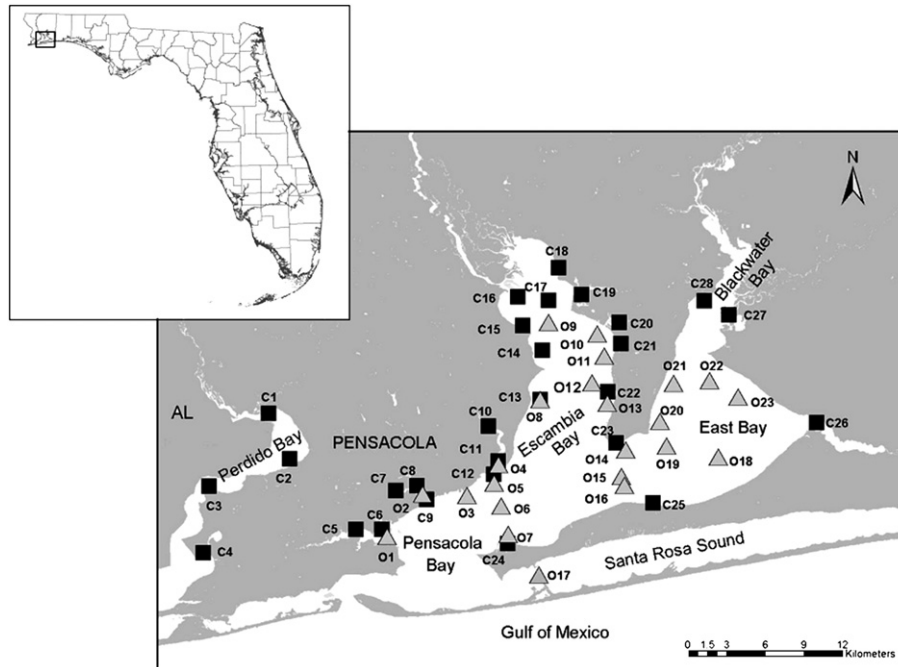 N
C18
Blackwater
Bay
C17
C16
C19
C28
C27
C15
O9
C20
O10
C14
C21
O11
O21
O22
C1
C13
O12
C22
AL
O8
O13
O23
C10
Escambia
Bay
O20
PENSACOLA
C23
East Bay
C26
Perdido Bay
C11
C2
C12
O4
O14
O19
O18
C8
C7
O5
O15
C3
O2
O3
O16
C9
O6
C25
C5
C6
C4
O1
Pensacola
Bay
O7
C24
Santa Rosa Sound
O17
Gulf of Mexico
0 1.5 3 6 9 12
Kilometers